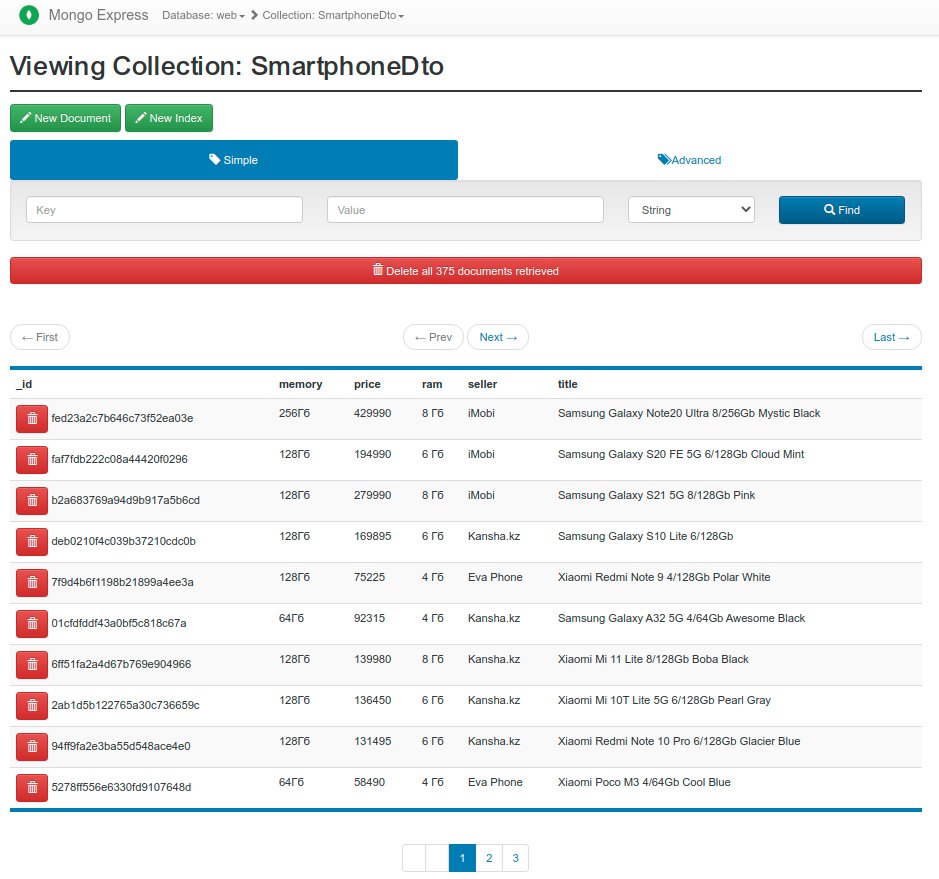 Mongo Express Database: web Collection: SmartphoneDto
Viewing Collection: SmartphoneDto
New Document New Index
Simple Advanced
Key Value String Find
Delete all 375 documents retrieved
← First ← Prev Next → Last →
_id memory price ram seller title
fed23a2c7b646c73f52ea03e 256Гб 429990 8 Гб iMobi Samsung Galaxy Note20 Ultra 8/256Gb Mystic Black
faf7fdb222c08a44420f0296 128Гб 194990 6 Гб iMobi Samsung Galaxy S20 FE 5G 6/128Gb Cloud Mint
b2a683769a94d9b917a5b6cd 128Гб 279990 8 Гб iMobi Samsung Galaxy S21 5G 8/128Gb Pink
deb0210f4c039b37210cdc0b 128Гб 169895 6 Гб Kansha.kz Samsung Galaxy S10 Lite 6/128Gb
7f9d4b6f1198b21899a4ee3a 128Гб 75225 4 Гб Eva Phone Xiaomi Redmi Note 9 4/128Gb Polar White
01cfdfddf43a0bf5c818c67a 64Гб 92315 4 Гб Kansha.kz Samsung Galaxy A32 5G 4/64Gb Awesome Black
6ff51fa2a4d67b769e904966 128Гб 139980 8 Гб Kansha.kz Xiaomi Mi 11 Lite 8/128Gb Boba Black
2ab1d5b122765a30c736659c 128Гб 136450 6 Гб Kansha.kz Xiaomi Mi 10T Lite 5G 6/128Gb Pearl Gray
94ff9fa2e3ba55d548ace4e0 128Гб 131495 6 Гб Kansha.kz Xiaomi Redmi Note 10 Pro 6/128Gb Glacier Blue
5278ff556e6330fd9107648d 64Гб 58490 4 Гб Eva Phone Xiaomi Poco M3 4/64Gb Cool Blue
1 2 3